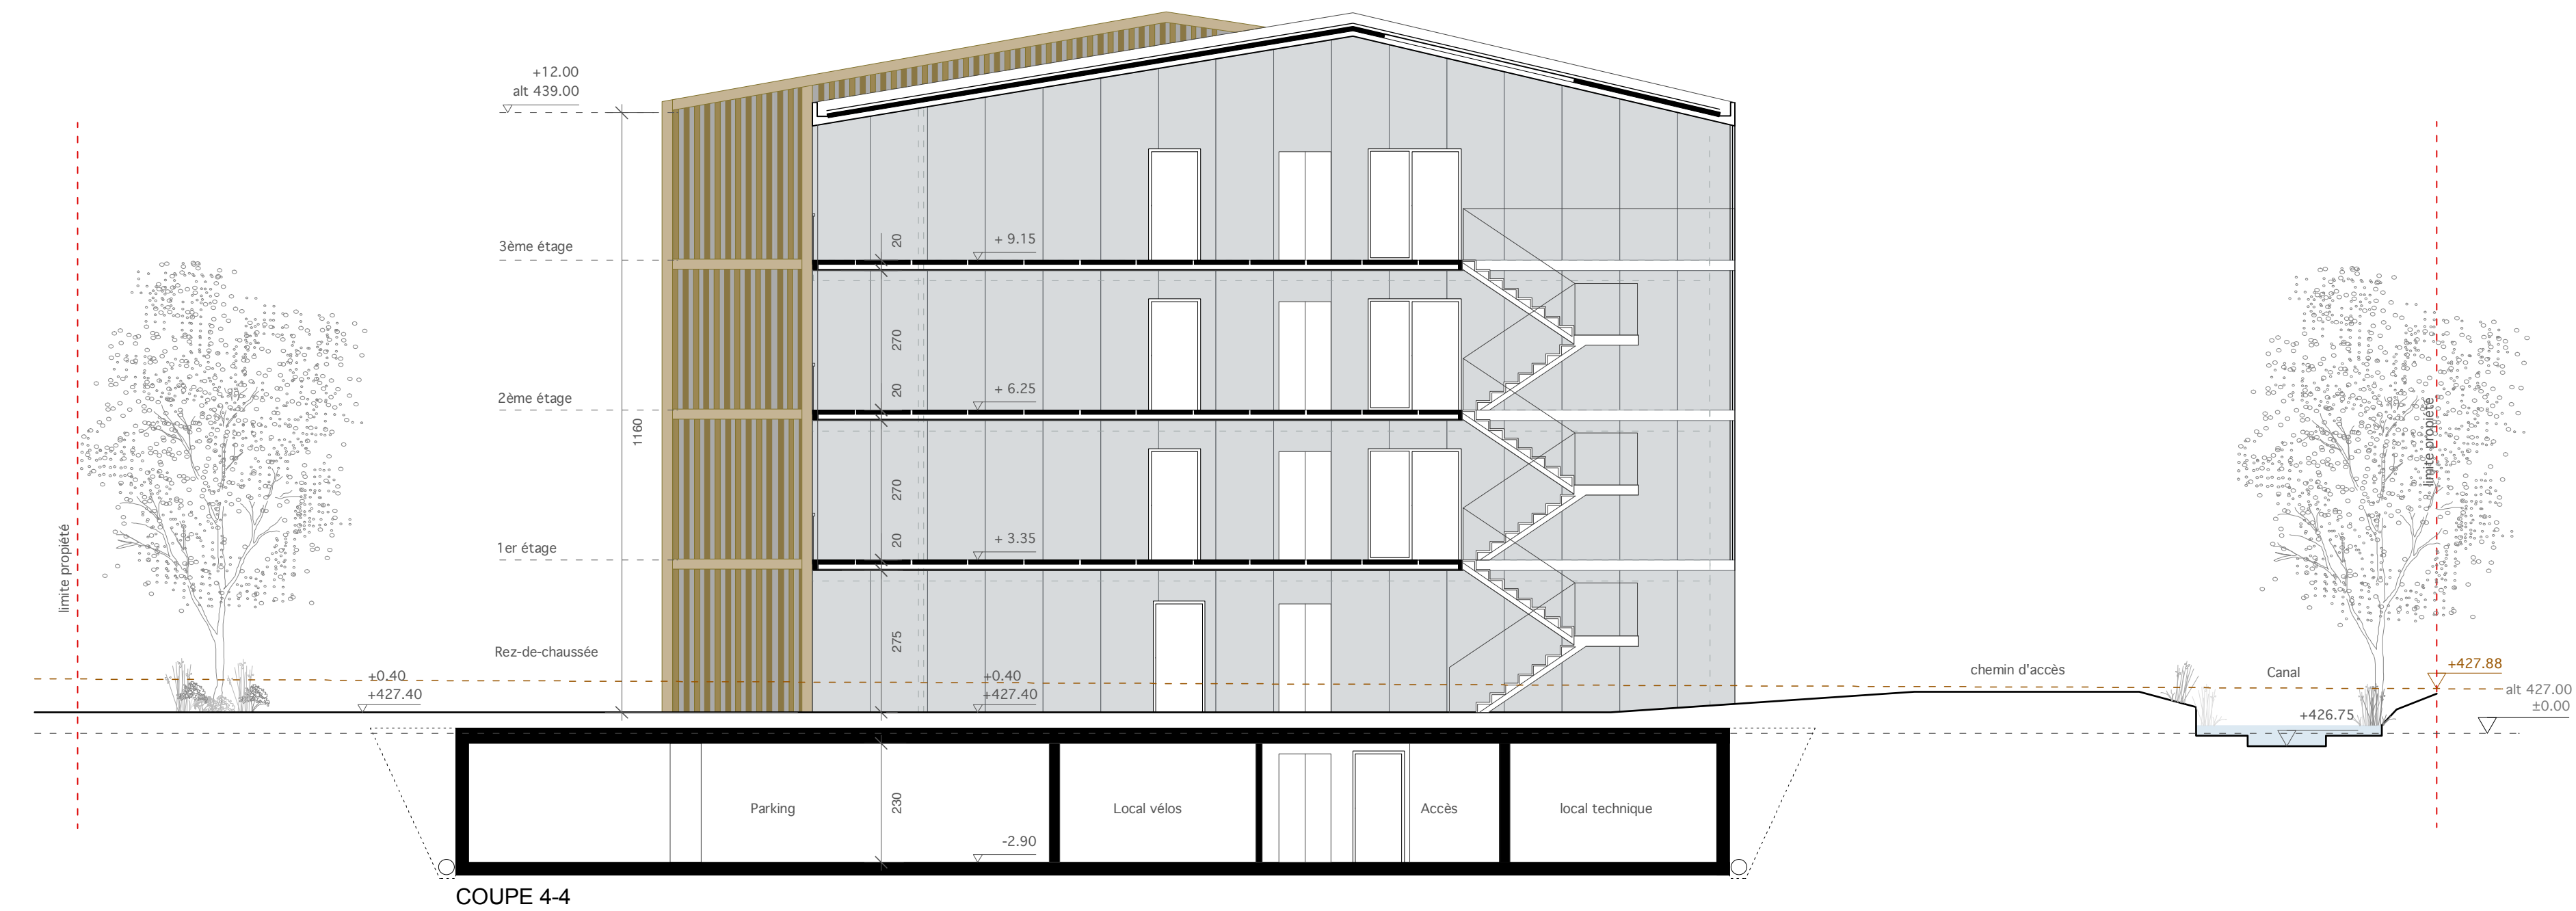 +12.00
alt 439.00
3ème étage
20
+ 9.15
270
2ème étage
20
+ 6.25
1160
270
1er étage
20
+ 3.35
limite propiété
limite propiété
275
Rez-de-chaussée
+0.40
+427.40
+0.40
+427.40
chemin d'accès
Canal
+427.88
alt 427.00
±0.00
+426.75
Parking
230
Local vélos
Accès
local technique
-2.90
COUPE 4-4